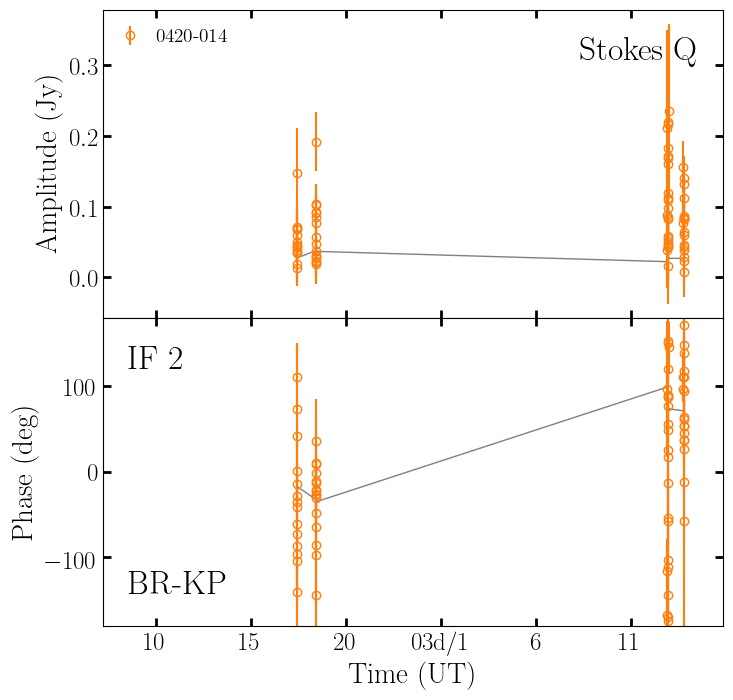 0420-014
Stokes Q
Amplitude (Jy)
0.3
0.2
0.1
0.0
IF 2
BR-KP
Phase (deg)
100
0
−100
10 15 20 03d/1 6 11
Time (UT)